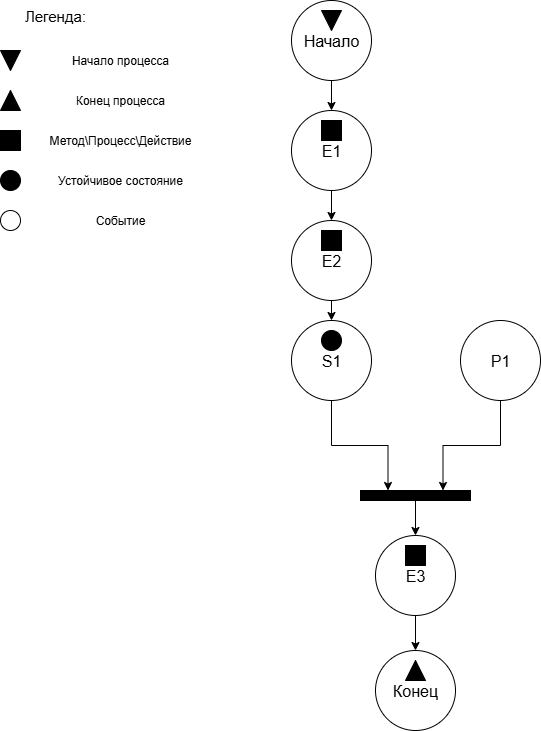 Легенда:
Начало процесса
Конец процесса
Метод\Процесс\Действие
Устойчивое состояние
Событие
Начало
E1
E2
S1
P1
E3
Конец